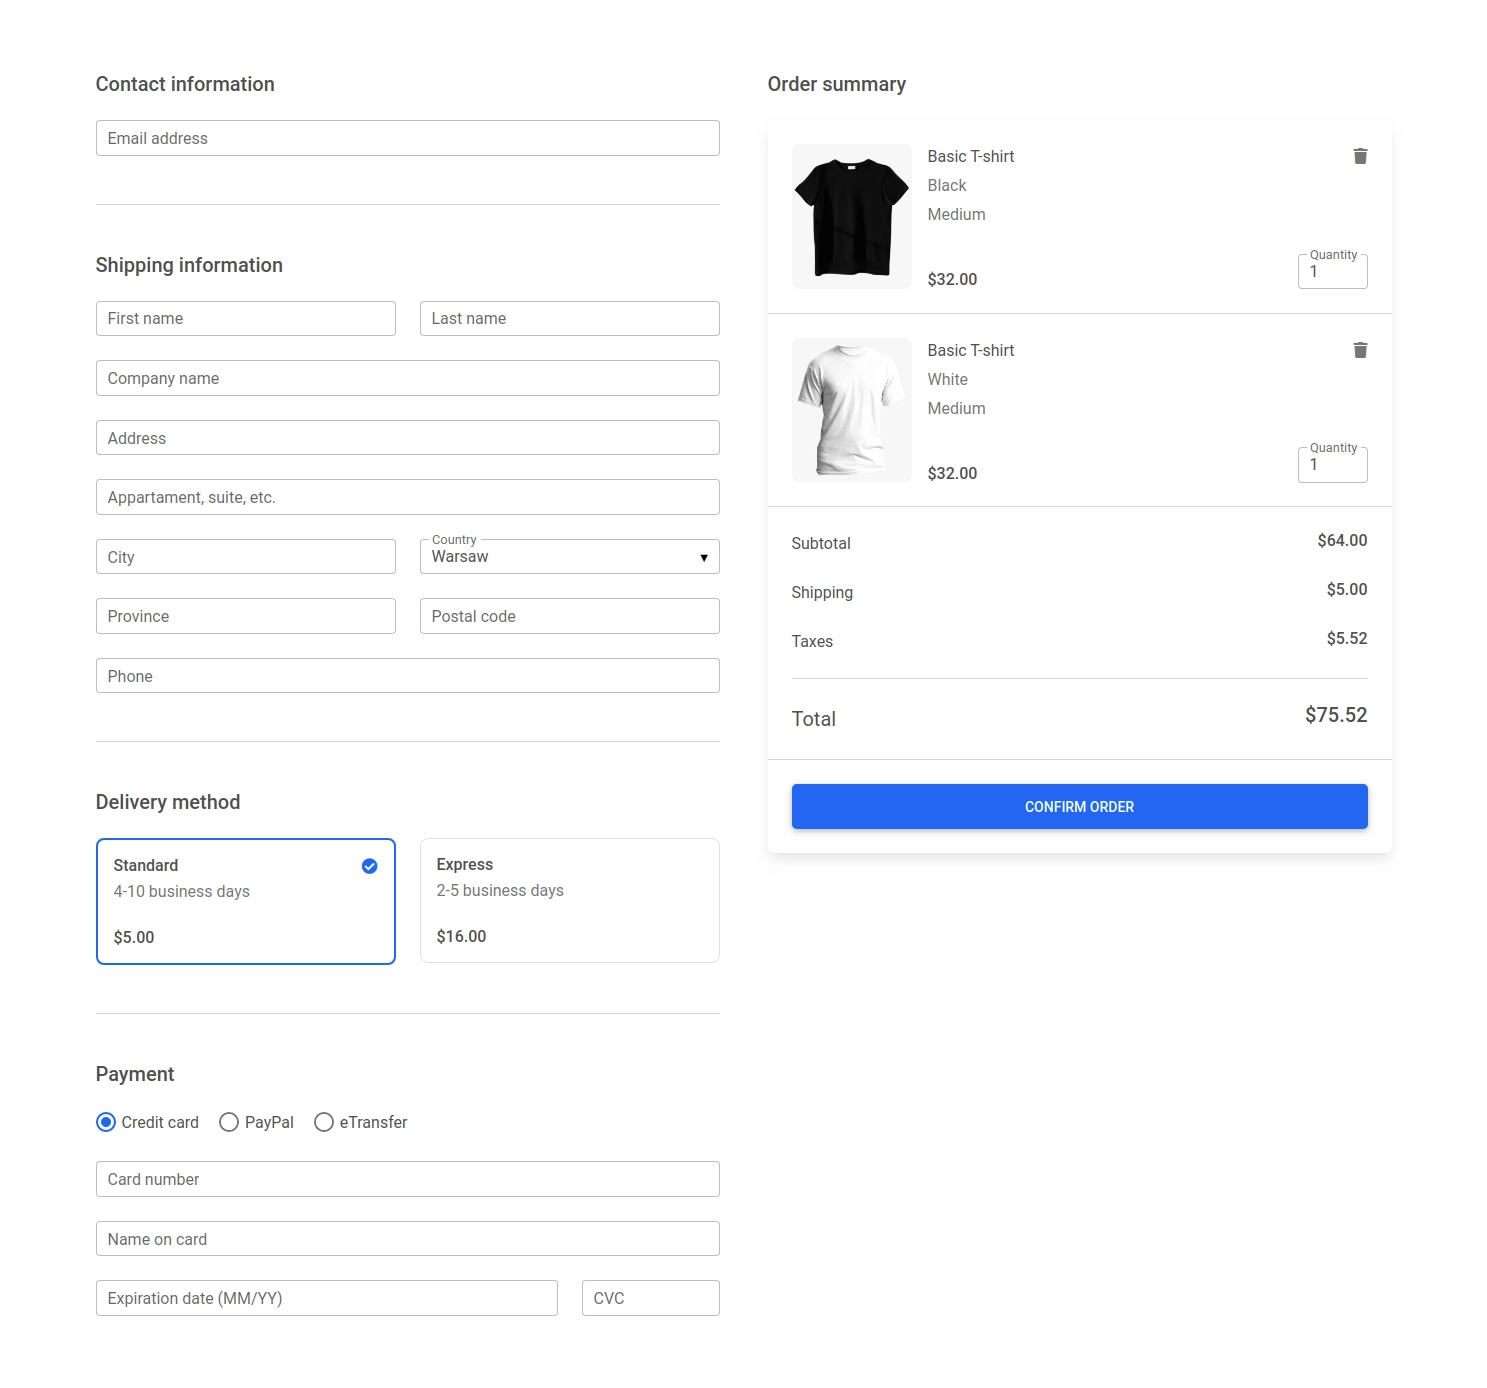 Contact information
Email address
Shipping information
First name
Last name
Company name
Address
Appartament, suite, etc.
City
Country
Warsaw
Province
Postal code
Phone
Delivery method
Standard
4-10 business days
$5.00
Express
2-5 business days
$16.00
Payment
Credit card
PayPal
eTransfer
Card number
Name on card
Expiration date (MM/YY)
CVC
Order summary
Basic T-shirt
Black
Medium
$32.00
Quantity
1
Basic T-shirt
White
Medium
$32.00
Quantity
1
Subtotal $64.00
Shipping $5.00
Taxes $5.52
Total $75.52
CONFIRM ORDER